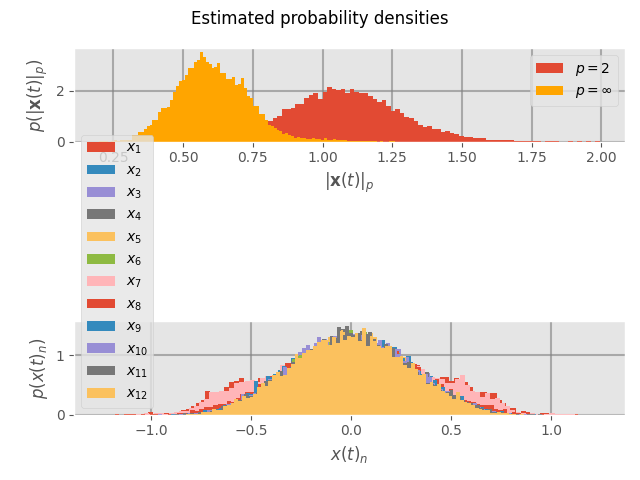 Estimated probability densities
p(|x(t)|p)
2
0
p = 2
p = ∞
0.25 0.50 0.75 1.00 1.25 1.50 1.75 2.00
|x(t)|p
x1
x2
x3
x4
x5
x6
x7
x8
x9
x10
x11
x12
p(x(t)n)
1
0
−1.0 −0.5 0.0 0.5 1.0
x(t)n